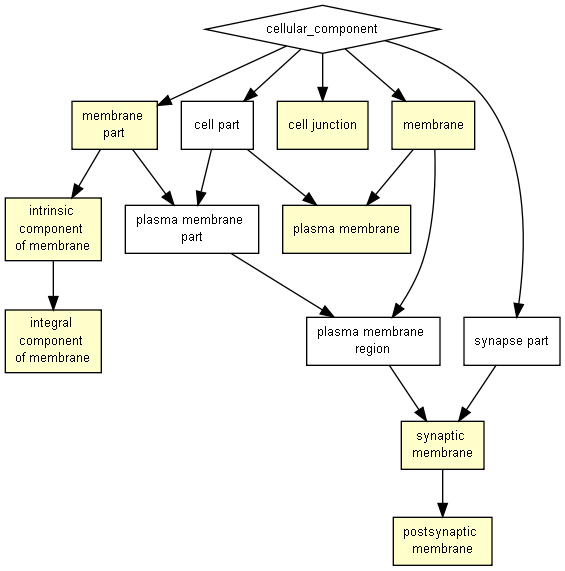 cellular_component
membrane
part
cell part
cell junction
membrane
intrinsic
component
of membrane
plasma membrane
part
plasma membrane
integral
component
of membrane
plasma membrane
region
synapse part
synaptic
membrane
postsynaptic
membrane